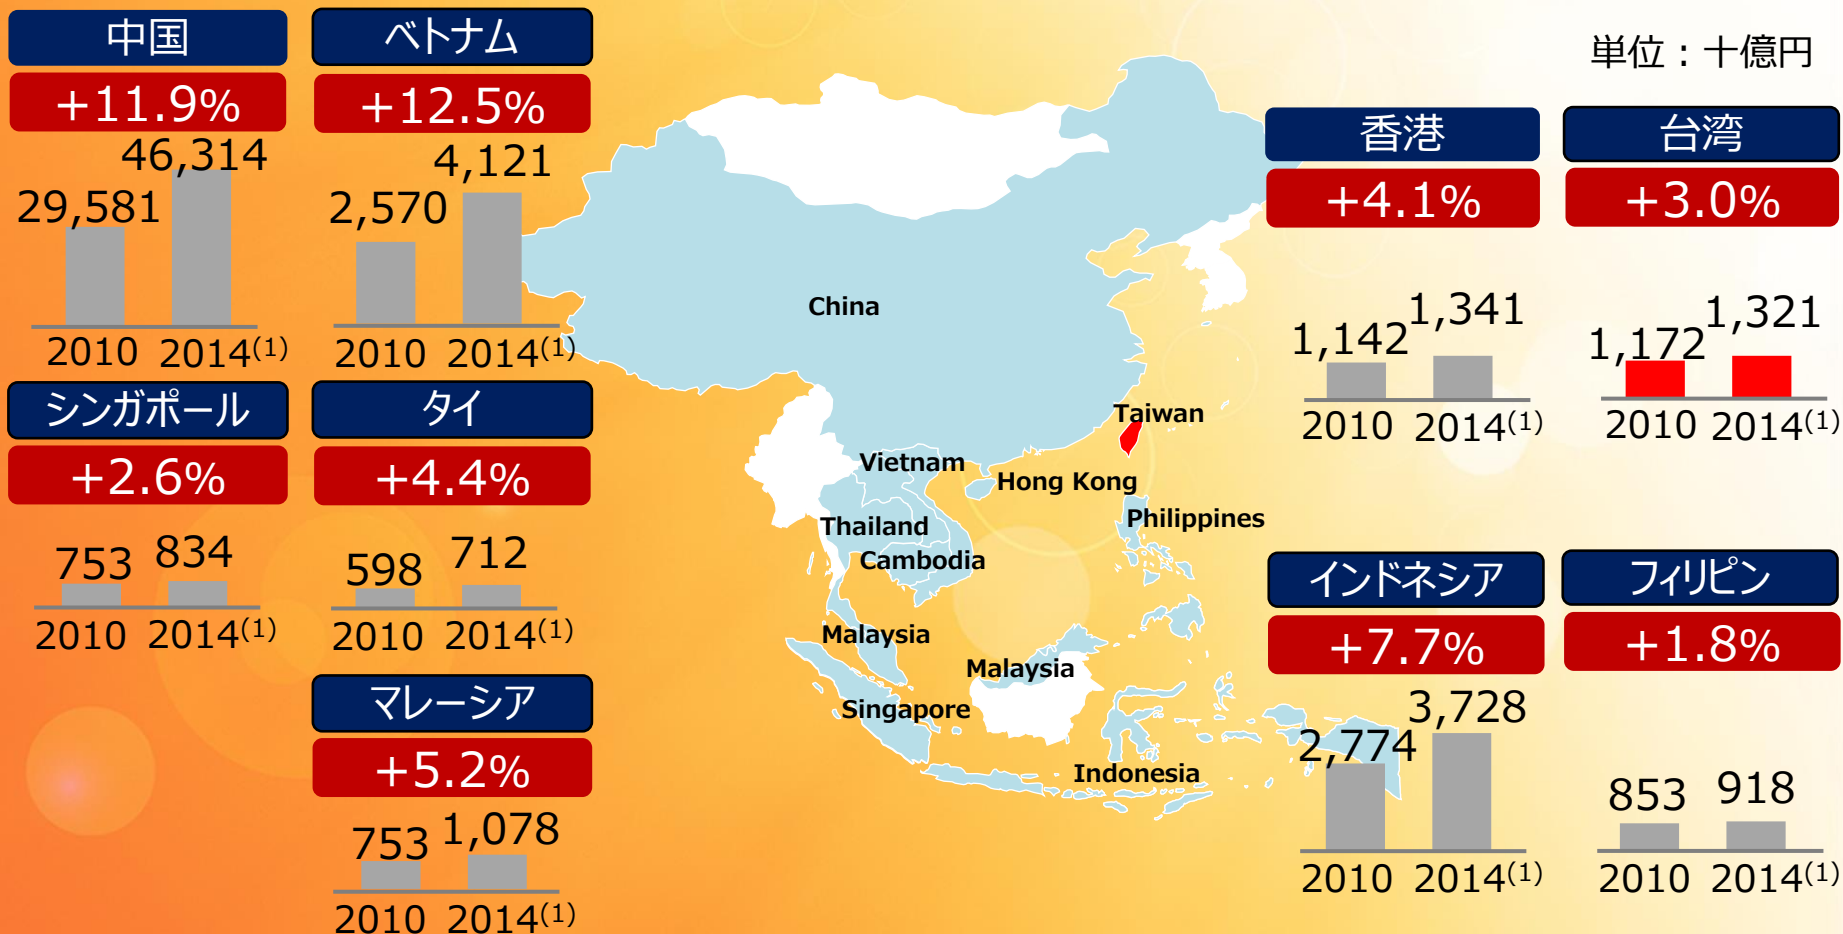 中国
+11.9%
46,314
29,581
2010 2014(1)
ベトナム
+12.5%
4,121
2,570
2010 2014(1)
単位：十億円
香港
+4.1%
1,341
1,142
2010 2014(1)
台湾
+3.0%
1,321
1,172
2010 2014(1)
シンガポール
+2.6%
753 834
2010 2014(1)
タイ
+4.4%
598 712
2010 2014(1)
マレーシア
+5.2%
753 1,078
2010 2014(1)
China
Taiwan
Vietnam
Hong Kong
Thailand
Philippines
Cambodia
Malaysia
Malaysia
Singapore
Indonesia
インドネシア
+7.7%
3,728
2,774
2010 2014(1)
フィリピン
+1.8%
853 918
2010 2014(1)